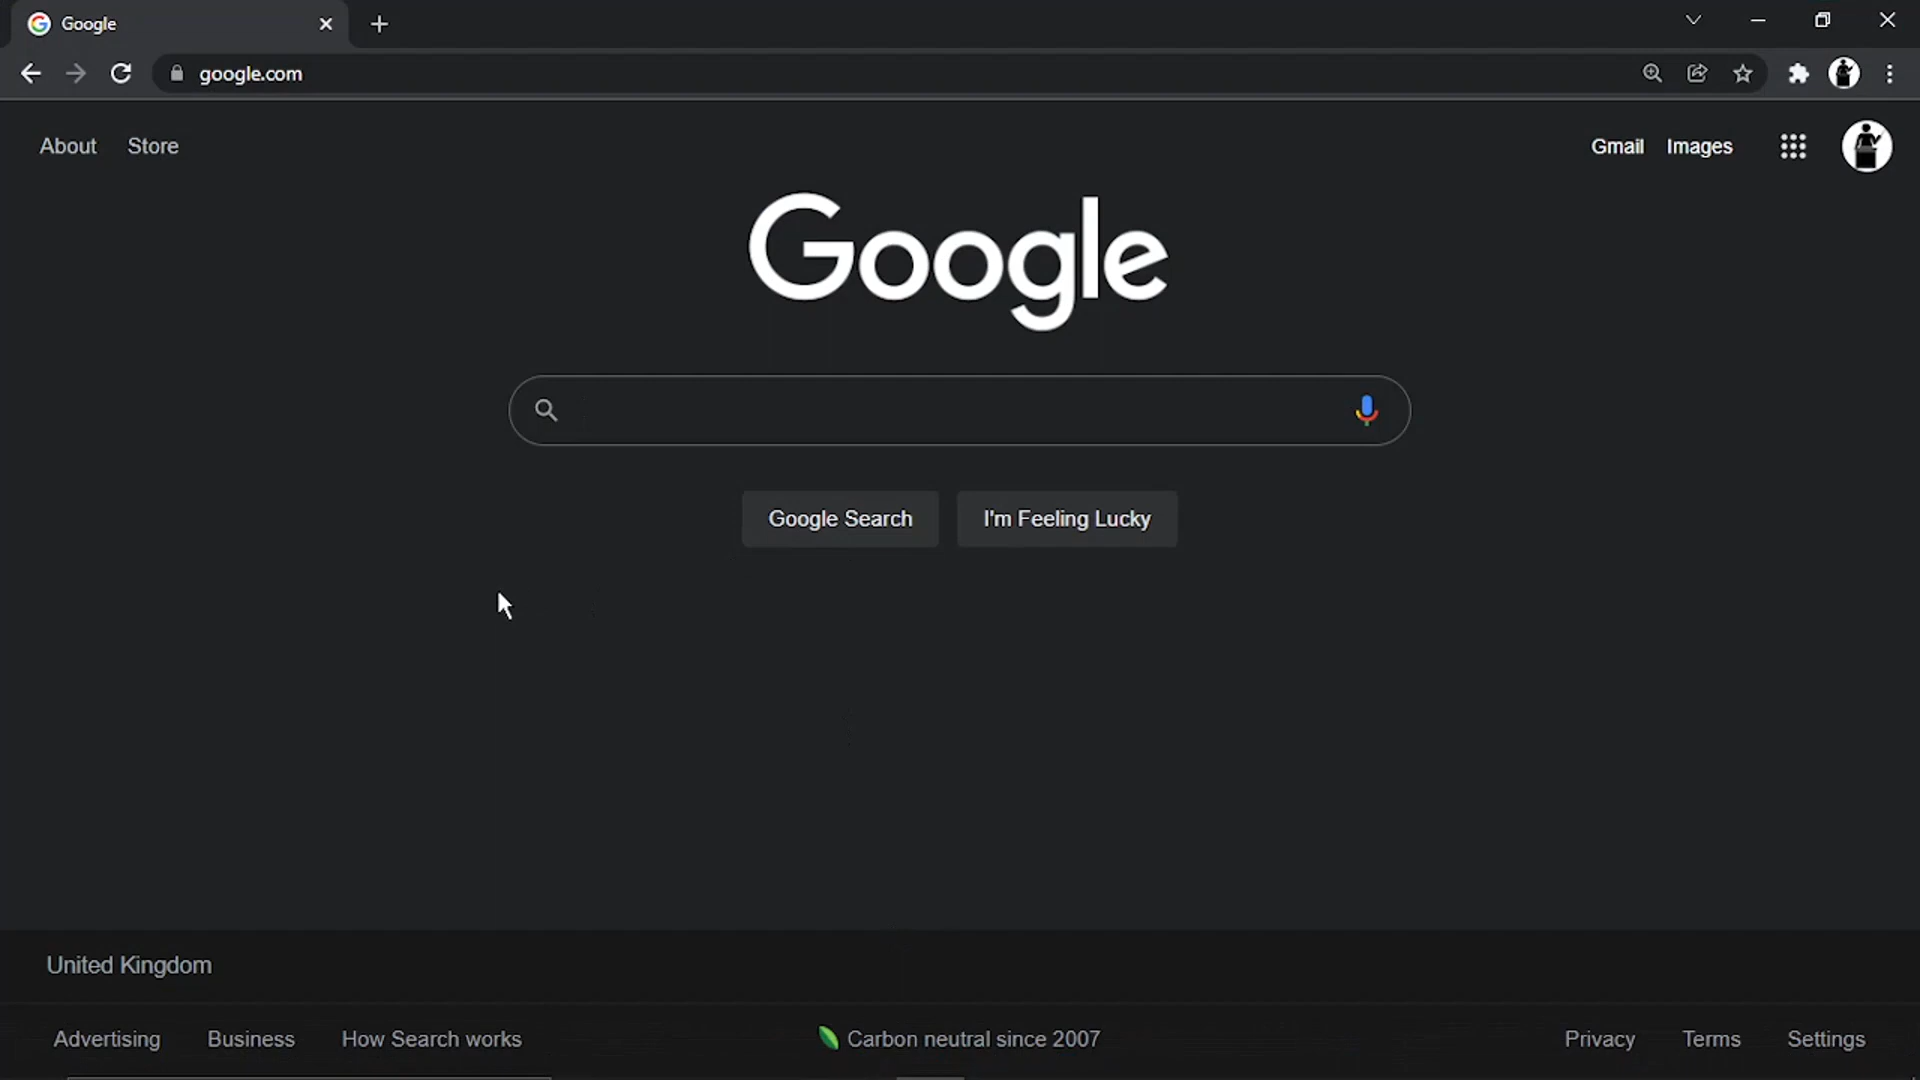 Google
google.com
About Store Gmail Images
Google
Google Search I'm Feeling Lucky
United Kingdom
Advertising Business How Search works Carbon neutral since 2007 Privacy Terms Settings